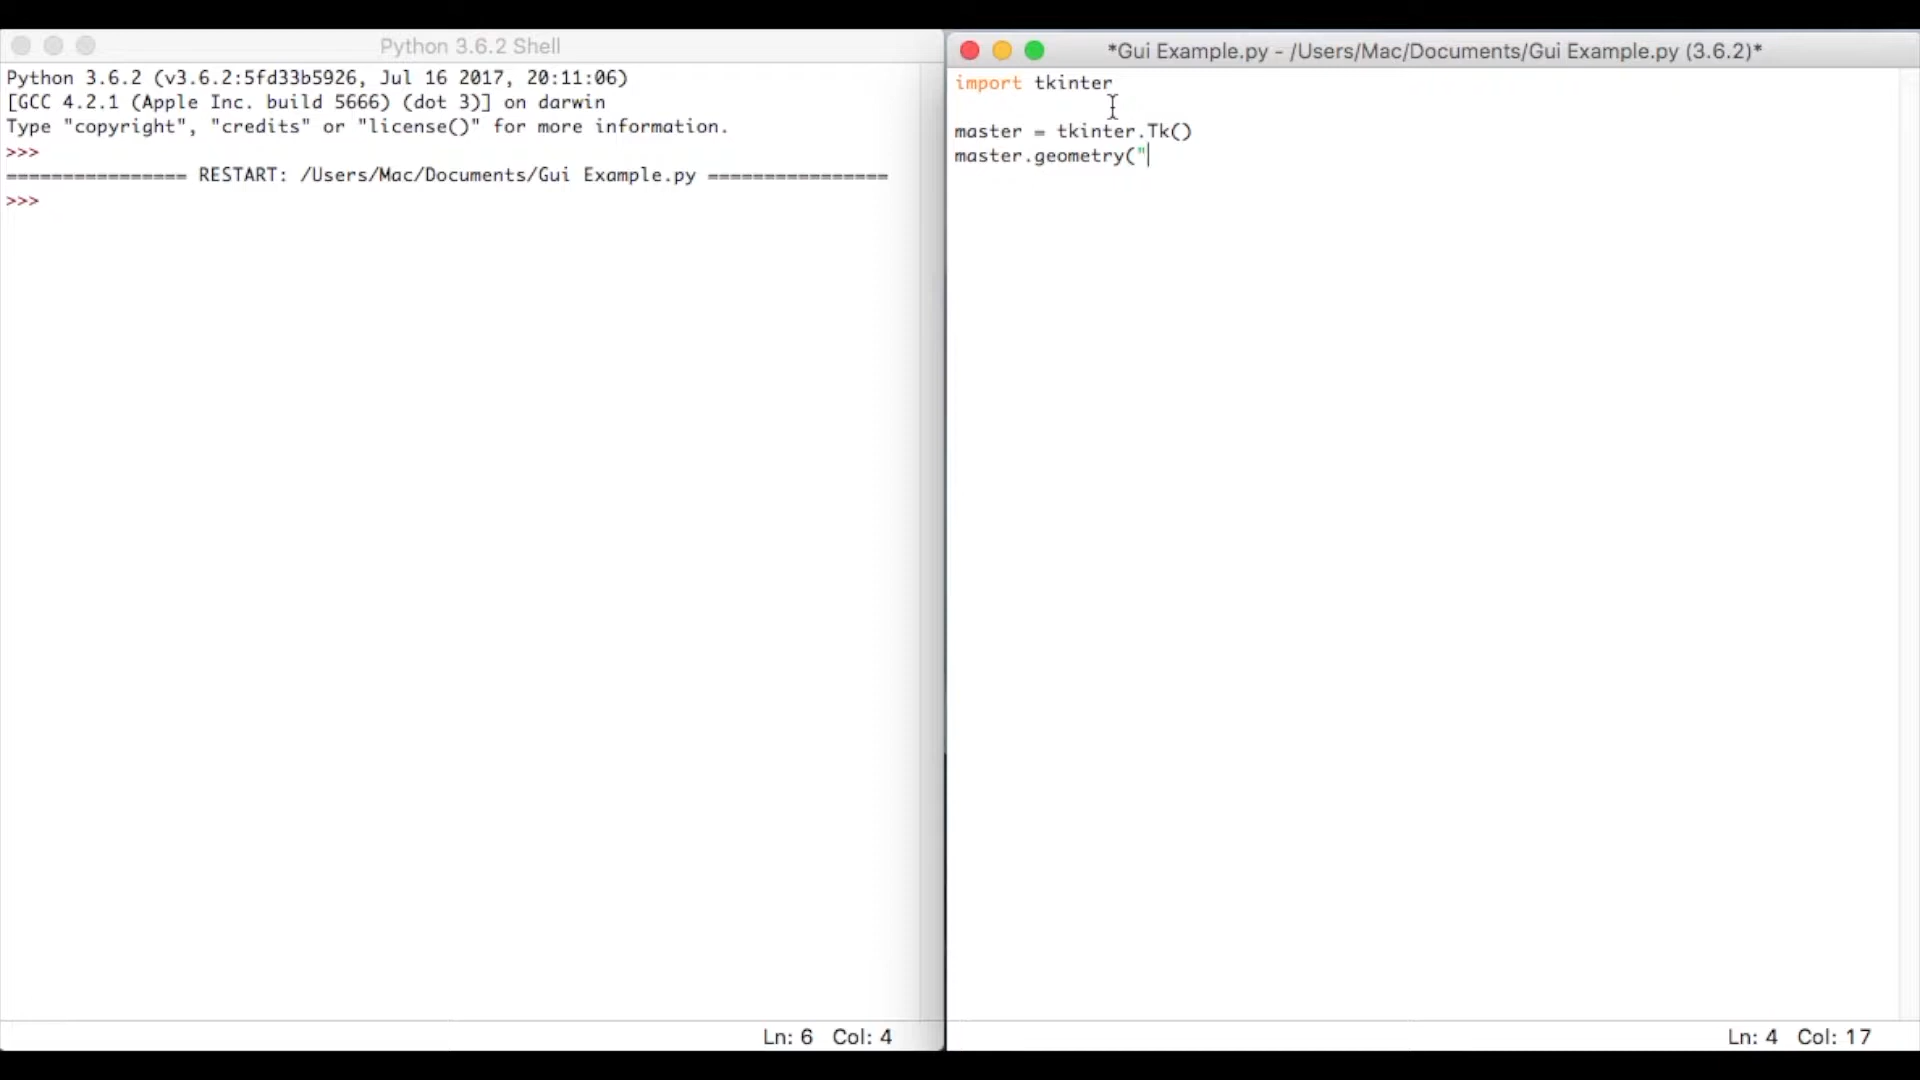 Python 3.6.2 Shell
Python 3.6.2 (v3.6.2:5fd33b5926, Jul 16 2017, 20:11:06)
[GCC 4.2.1 (Apple Inc. build 5666) (dot 3)] on darwin
Type "copyright", "credits" or "license()" for more information.
>>>
================ RESTART: /Users/Mac/Documents/Gui Example.py ================
>>>
Ln: 6 Col: 4
*Gui Example.py - /Users/Mac/Documents/Gui Example.py (3.6.2)*
import tkinter
master = tkinter.Tk()
master.geometry("
Ln: 4 Col: 17